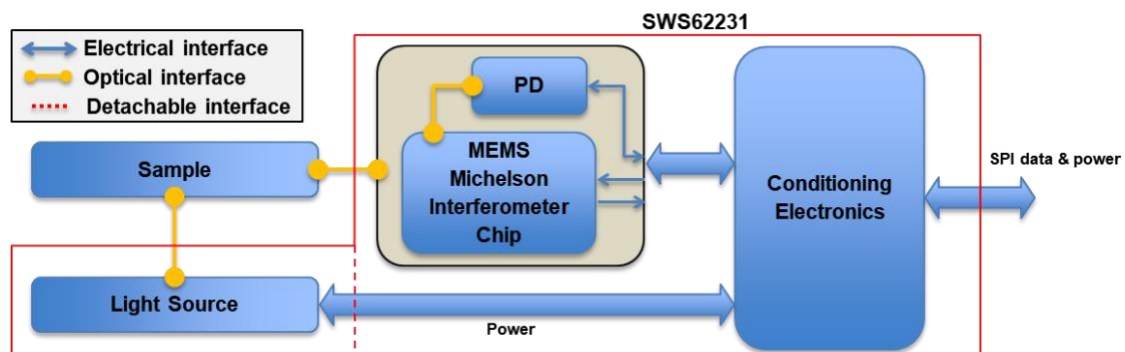 SWS62231
Electrical interface
Optical interface
Detachable interface
PD
Sample
MEMS
Michelson
Interferometer
Chip
Conditioning
Electronics
SPI data & power
Light Source
Power